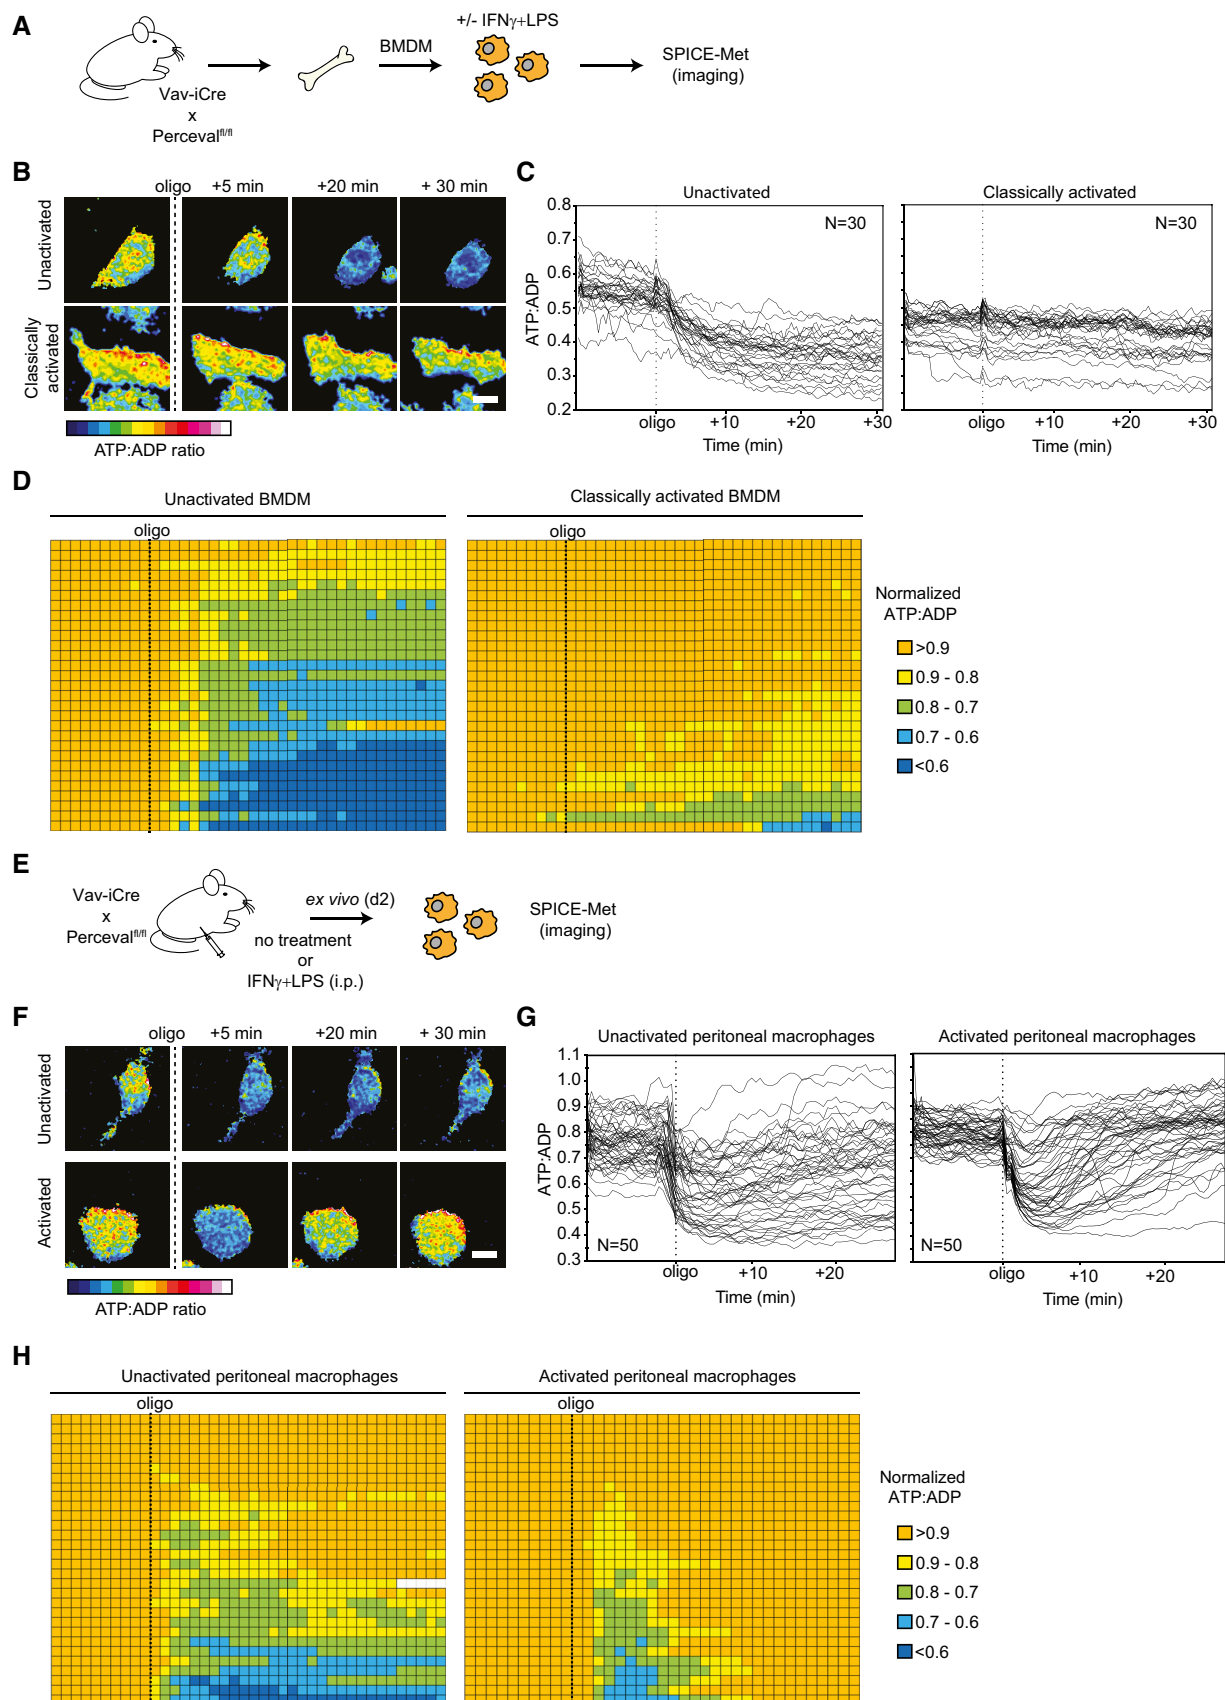 A
+/- IFNγ+LPS
BMDM
SPICE-Met
(imaging)
Vav-iCre
x
Perceval^fl/fl
B
oligo +5 min +20 min + 30 min
Unactivated
Classically
activated
ATP:ADP ratio
C
Unactivated
Classically activated
N=30
N=30
ATP:ADP
0.8
0.7
0.6
0.5
0.4
0.3
0.2
oligo +10 +20 +30
Time (min)
oligo +10 +20 +30
Time (min)
D
Unactivated BMDM
Classically activated BMDM
oligo
oligo
Normalized
ATP:ADP
>0.9
0.9 - 0.8
0.8 - 0.7
0.7 - 0.6
<0.6
E
Vav-iCre
x
Perceval^fl/fl
ex vivo (d2)
no treatment
or
IFNγ+LPS (i.p.)
SPICE-Met
(imaging)
F
oligo +5 min +20 min + 30 min
Unactivated
Activated
ATP:ADP ratio
G
Unactivated peritoneal macrophages
Activated peritoneal macrophages
ATP:ADP
1.1
1.0
0.9
0.8
0.7
0.6
0.5
0.4
0.3
N=50
N=50
oligo +10 +20
Time (min)
oligo +10 +20
Time (min)
H
Unactivated peritoneal macrophages
Activated peritoneal macrophages
oligo
oligo
Normalized
ATP:ADP
>0.9
0.9 - 0.8
0.8 - 0.7
0.7 - 0.6
<0.6